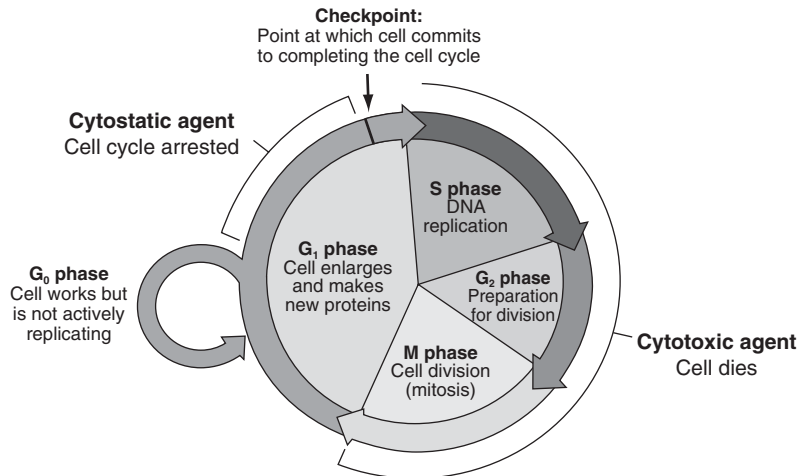 Checkpoint:
Point at which cell commits
to completing the cell cycle
Cytostatic agent
Cell cycle arrested
S phase
DNA
replication
G₁ phase
Cell enlarges
and makes
new proteins
G₀ phase
Cell works but
is not actively
replicating
G₂ phase
Preparation
for division
M phase
Cell division
(mitosis)
Cytotoxic agent
Cell dies